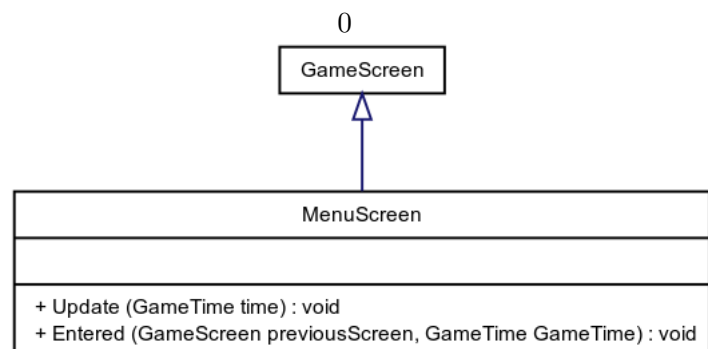 0
GameScreen
MenuScreen
+ Update (GameTime time) : void
+ Entered (GameScreen previousScreen, GameTime GameTime) : void